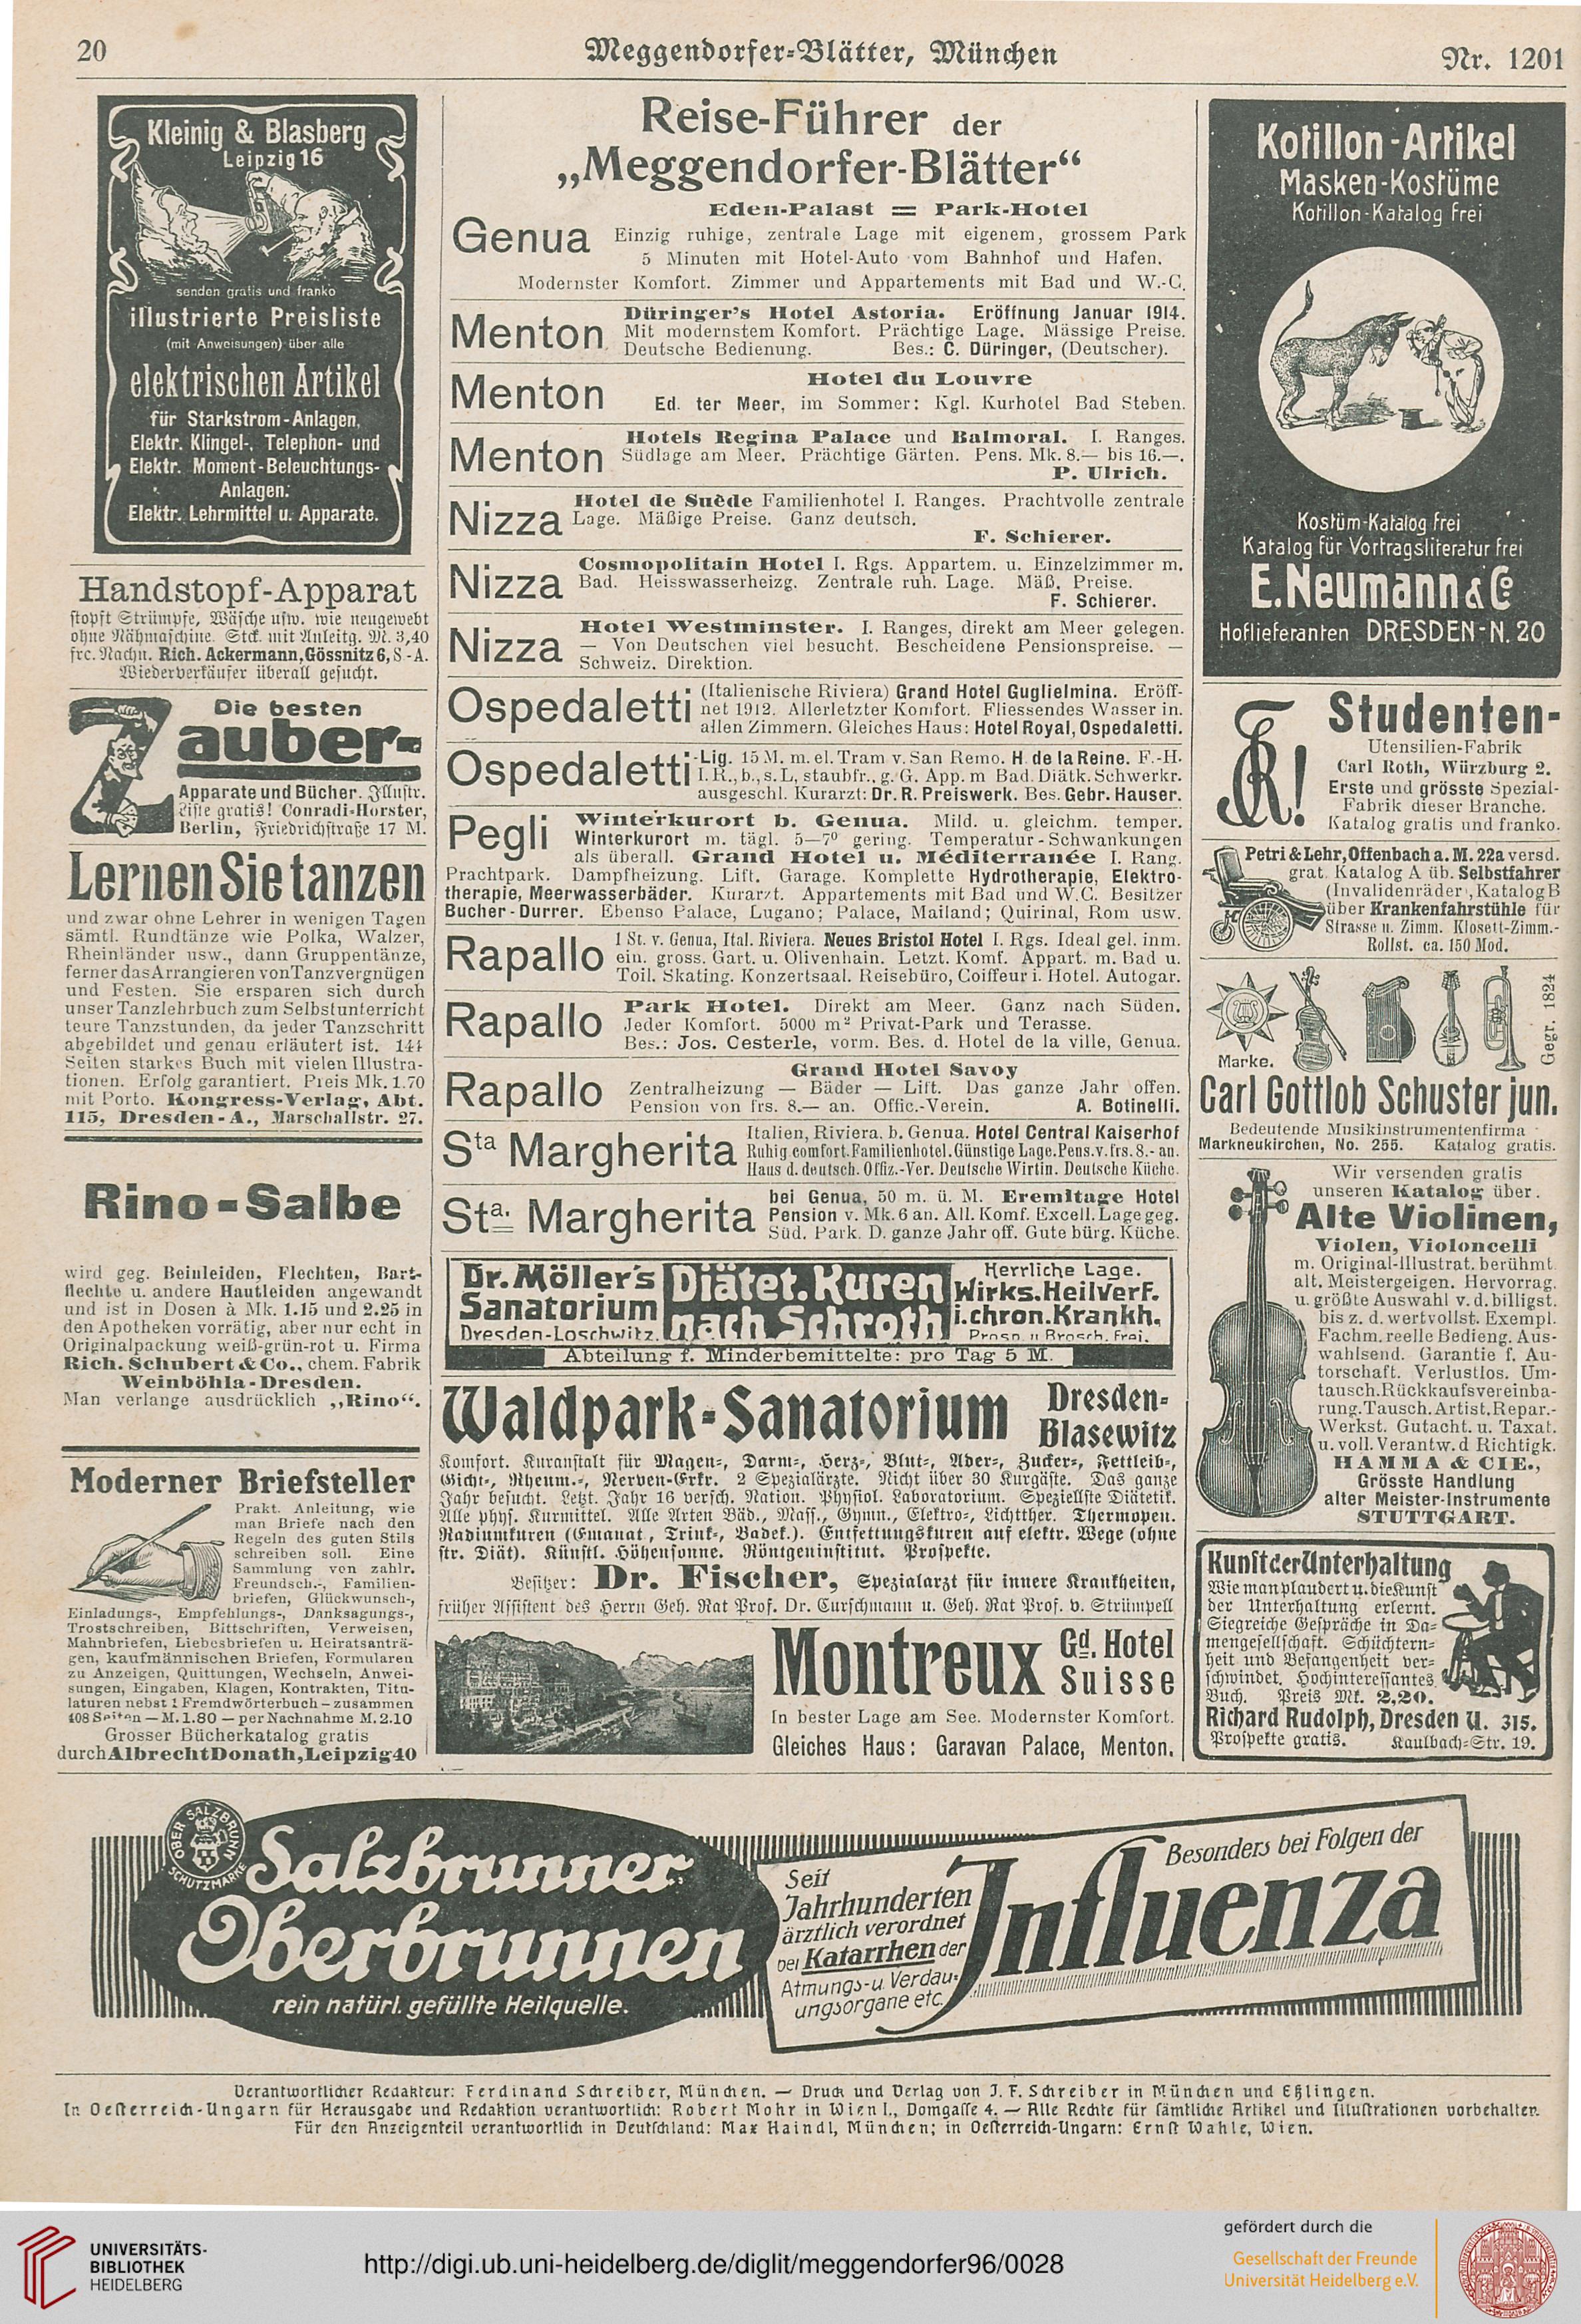 20
Meggendorfer-Blätter, München
Nr. 1201
Kleinig & Blasberg
Leipzig 16
senden gratis und franko
illustrierte Preisliste
(mit Anweisungen) über alle
elektrischen Artikel
für Starkstrom-Anlagen,
Elektr. Klingel-, Telephon- und
Elektr. Moment-Beleuchtungs-
Anlagen.
Elektr. Lehrmittel u. Apparate.
Handstopf-Apparat
stopft Strümpfe, Wäsche usw. wie neugewebt
ohne Nähmaschine. Stck. mit Anleitg. M. 3,40
frc. Nachn. Rich. Ackermann, Gössnitz 6, S.-A.
Wiederverkäufer überall gesucht.
Die besten
Zauber-
Apparate und Bücher. Illustr.
Liste gratis! Conradi-Horster,
Berlin, Friedrichstraße 17 M.
Lernen Sie tanzen
und zwar ohne Lehrer in wenigen Tagen
sämtl. Rundtänze wie Polka, Walzer,
Rheinländer usw., dann Gruppentänze,
ferner das Arrangieren von Tanzvergnügen
und Festen. Sie ersparen sich durch
unser Tanzlehrbuch zum Selbstunterricht
teure Tanzstunden, da jeder Tanzschritt
abgebildet und genau erläutert ist. 144
Seiten starkes Buch mit vielen Illustra-
tionen. Erfolg garantiert. Preis Mk. 1.70
mit Porto. Kongress-Verlag, Abt.
115, Dresden-A., Marschallstr. 27.
Rino-Salbe
wird geg. Beinleiden, Flechten, Bart-
flechte u. andere Hautleiden angewandt
und ist in Dosen à Mk. 1.15 und 2.25 in
den Apotheken vorrätig, aber nur echt in
Originalpackung weiß-grün-rot u. Firma
Rich. Schubert & Co., chem. Fabrik
Weinböhla-Dresden.
Man verlange ausdrücklich „Rino“.
Moderner Briefsteller
Prakt. Anleitung, wie
man Briefe nach den
Regeln des guten Stils
schreiben soll. Eine
Sammlung von zahlr.
Freundsch.-, Familien-
briefen, Glückwunsch-,
Einladungs-, Empfehlungs-, Danksagungs-,
Trostschreiben, Bittschriften, Verweisen,
Mahnbriefen, Liebesbriefen u. Heiratsanträ-
gen, kaufmännischen Briefen, Formularen
zu Anzeigen, Quittungen, Wechseln, Anwei-
sungen, Eingaben, Klagen, Kontrakten, Titu-
laturen nebst 1 Fremdwörterbuch — zusammen
408 Seiten — M. 1.80 — per Nachnahme M. 2.10
Grosser Bücherkatalog gratis
durch Albrecht Donath, Leipzig 40
Reise-Führer der
„Meggendorfer-Blätter“
Genua
Eden-Palast = Park-Hotel
Einzig ruhige, zentrale Lage mit eigenem, grossem Park
5 Minuten mit Hotel-Auto vom Bahnhof und Hafen.
Modernster Komfort. Zimmer und Appartements mit Bad und W.-C.
Menton
Düringer's Hotel Astoria. Eröffnung Januar 1914.
Mit modernstem Komfort. Prächtige Lage. Mässige Preise.
Deutsche Bedienung. Bes.: C. Düringer, (Deutscher).
Menton
Hotel du Louvre
Ed. ter Meer, im Sommer: Kgl. Kurhotel Bad Steben.
Menton
Hotels Regina Palace und Balmoral. I. Ranges.
Südlage am Meer. Prächtige Gärten. Pens. Mk. 8.— bis 16.—.
P. Ulrich.
Nizza
Hotel de Suède Familienhotel I. Ranges. Prachtvolle zentrale
Lage. Mäßige Preise. Ganz deutsch.
F. Schierer.
Nizza
Cosmopolitain Hotel I. Rgs. Appartem. u. Einzelzimmer m.
Bad. Heisswasserheizg. Zentrale ruh. Lage. Mäß. Preise.
F. Schierer.
Nizza
Hotel Westminster. I. Ranges, direkt am Meer gelegen.
— Von Deutschen viel besucht. Bescheidene Pensionspreise. —
Schweiz. Direktion.
Ospedaletti
(Italienische Riviera) Grand Hotel Guglielmina. Eröff-
net 1912. Allerletzter Komfort. Fliessendes Wasser in.
allen Zimmern. Gleiches Haus: Hotel Royal, Ospedaletti.
Ospedaletti
-Lig. 15 M. m. el. Tram v. San Remo. H. de la Reine. F.-H.
I. R., b., s. L, staubfr., g. G. App. m Bad. Diätk. Schwerkr.
ausgeschl. Kurarzt: Dr. R. Preiswerk. Bes. Gebr. Hauser.
Pegli
Winterkurort b. Genua. Mild. u. gleichm. temper.
Winterkurort m. tägl. 5—7⁰ gering. Temperatur-Schwankungen
als überall. Grand Hotel u. Méditerranée I. Rang.
Prachtpark. Dampfheizung. Lift. Garage. Komplette Hydrotherapie, Elektro-
therapie, Meerwasserbäder. Kurarzt. Appartements mit Bad und W.C. Besitzer
Bucher-Durrer. Ebenso Palace, Lugano; Palace, Mailand; Quirinal, Rom usw.
Rapallo
1 St. v. Genua, Ital. Riviera. Neues Bristol Hotel I. Rgs. Ideal gel. inm.
ein. gross. Gart. u. Olivenhain. Letzt. Komf. Appart. m. Bad u.
Toil. Skating. Konzertsaal. Reisebüro, Coiffeur i. Hotel. Autogar.
Rapallo
Park Hotel. Direkt am Meer. Ganz nach Süden.
Jeder Komfort. 5000 m² Privat-Park und Terasse.
Bes.: Jos. Oesterle, vorm. Bes. d. Hotel de la ville, Genua.
Rapallo
Grand Hotel Savoy
Zentralheizung — Bäder — Lift. Das ganze Jahr offen.
Pension von frs. 8.— an. Offic.-Verein. A. Botinelli.
Sta Margherita
Italien, Riviera. b. Genua. Hotel Central Kaiserhof
Ruhig comfort. Familienhotel. Günstige Lage. Pens. v. frs. 8.- an.
Haus d. deutsch. Offiz.-Ver. Deutsche Wirtin. Deutsche Küche.
Sta. Margherita
bei Genua, 50 m. ü. M. Eremitage Hotel
Pension v. Mk. 6 an. All. Komf. Excell. Lage geg.
Süd. Park. D. ganze Jahr off. Gute bürg. Küche.
Dr. Möller's
Sanatorium
Dresden-Loschwitz.
Diätet. Kuren
nach Schroth
Herrliche Lage.
Wirks. Heilverf.
i. chron. Krankh.
Prosp. u. Brosch. frei.
Abteilung f. Minderbemittelte: pro Tag 5 M.
Waldpark-Sanatorium Dresden-
Blasewitz
Komfort. Kuranstalt für Magen-, Darm-, Herz-, Blut-, Ader-, Zucker-, Fettleib-,
Gicht-, Rheum.-, Nerven-Erkr. 2 Spezialärzte. Nicht über 30 Kurgäste. Das ganze
Jahr besucht. Letzt. Jahr 16 versch. Nation. Physiol. Laboratorium. Speziellste Diätetik.
Alle phys. Kurmittel. Alle Arten Bäd., Mass., Gymn., Elektro-, Lichtther. Thermopen.
Radiumkuren (Emanat., Trink-, Badek.). Entfettungskuren auf elektr. Wege (ohne
str. Diät). Künstl. Höhensonne. Röntgeninstitut. Prospekte.
Besitzer: Dr. Fischer, Spezialarzt für innere Krankheiten,
früher Assistent des Herrn Geh. Rat Prof. Dr. Curschmann u. Geh. Rat Prof. v. Strümpell
Montreux Gd. Hotel
Suisse
In bester Lage am See. Modernster Komfort.
Gleiches Haus: Garavan Palace, Menton.
Kotillon-Artikel
Masken-Kostüme
Kotillon-Katalog frei
Kostüm-Katalog frei
Katalog für Vortragsliteratur frei
E. Neumann & Co
Hoflieferanten DRESDEN-N. 20
Studenten-
Utensilien-Fabrik
Carl Roth, Würzburg 2.
Erste und grösste Spezial-
Fabrik dieser Branche.
Katalog gratis und franko.
Petri & Lehr, Offenbach a. M. 22a versd.
grat. Katalog A üb. Selbstfahrer
(Invalidenräder), Katalog B
über Krankenfahrstühle für
Strasse u. Zimm. Klosett-Zimm.-
Rollst. ca. 150 Mod.
Marke.
Gegr. 1824
Carl Gottlob Schuster jun.
Bedeutende Musikinstrumentenfirma
Markneukirchen, No. 255. Katalog gratis.
Wir versenden gratis
unseren Katalog über
Alte Violinen,
Violen, Violoncelli
m. Original-Illustrat. berühmt.
alt. Meistergeigen. Hervorrag.
u. größte Auswahl v. d. billigst.
bis z. d. wertvollst. Exempl.
Fachm. reelle Bedieng. Aus-
wahlsend. Garantie f. Au-
torschaft. Verlustlos. Um-
tausch. Rückkaufsvereinba-
rung. Tausch. Artist. Repar.-
Werkst. Gutacht. u. Taxat.
u. voll. Verantw. d Richtigk.
HAMMA & CIE.,
Grösste Handlung
alter Meister-Instrumente
STUTTGART.
Kunst der Unterhaltung
Wie man plaudert u. die Kunst
der Unterhaltung erlernt.
Siegreiche Gespräche in Da-
mengesellschaft. Schüchtern-
heit und Befangenheit ver-
schwindet. Hochinteressantes
Buch. Preis Mk. 2,20.
Richard Rudolph, Dresden U. 315.
Prospekte gratis. Kaulbach-Str. 19.
OBER SALZBRUNN
SCHUTZMARKE
Salzbrunner
Oberbrunnen
rein natürl. gefüllte Heilquelle.
Seit
Jahrhunderten
ärztlich verordnet
bei Katarrhen der
Atmungs- u. Verdau-
ungsorgane etc.
Besonders bei Folgen der
Influenza
Verantwortlicher Redakteur: Ferdinand Schreiber, München. — Druck und Verlag von J. F. Schreiber in München und Eßlingen.
In Oesterreich-Ungarn für Herausgabe und Redaktion verantwortlich: Robert Mohr in Wien I., Domgasse 4. — Alle Rechte für sämtliche Artikel und Illustrationen vorbehalten.
Für den Anzeigenteil verantwortlich in Deutschland: Max Haindl, München; in Oesterreich-Ungarn: Ernst Wahle, Wien.
UNIVERSITÄTS-
BIBLIOTHEK
HEIDELBERG
http://digi.ub.uni-heidelberg.de/diglit/meggendorfer96/0028
gefördert durch die
Gesellschaft der Freunde
Universität Heidelberg e.V.